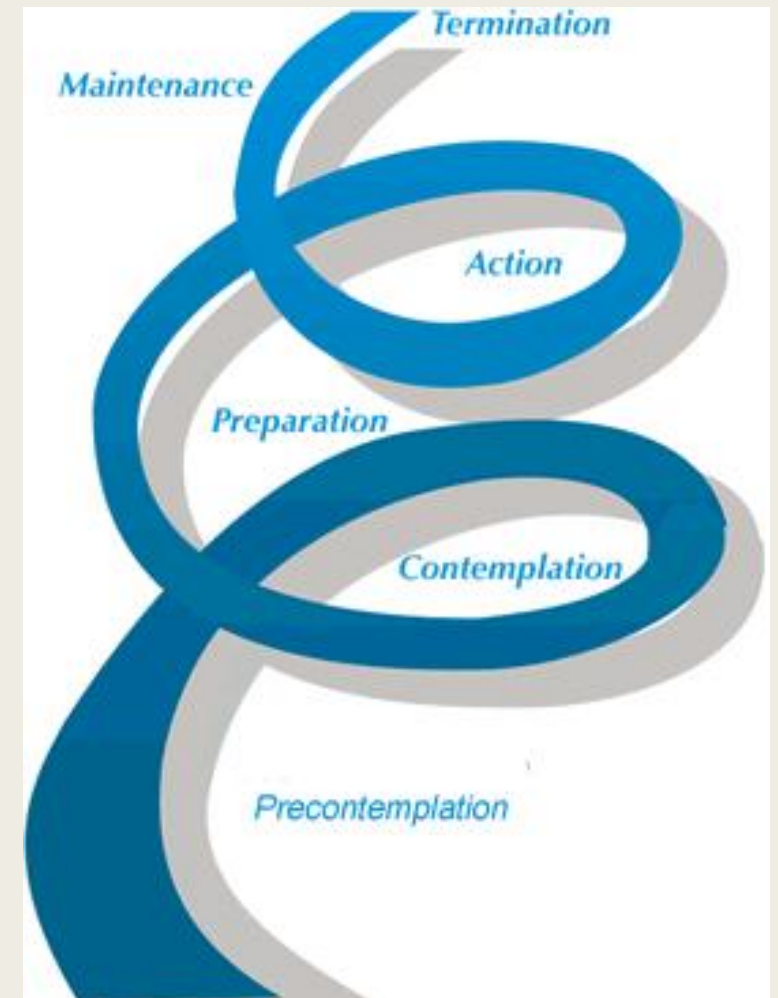 Termination
Maintenance
Action
Preparation
Contemplation
Precontemplation